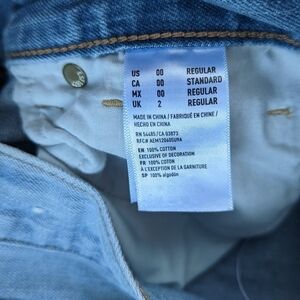 US 00 REGULAR
CA 00 STANDARD
MX 00 REGULAR
UK 2 REGULAR
MADE IN CHINA / FABRIQUÉ EN CHINE /
HECHO EN CHINA
RN 54485/CA 03873
EN 100% COTTON
EXCLUSIVE OF DECORATION
FR 100% COTON
À L'EXCEPTION DE LA GARNITURE
SP 100% algodón